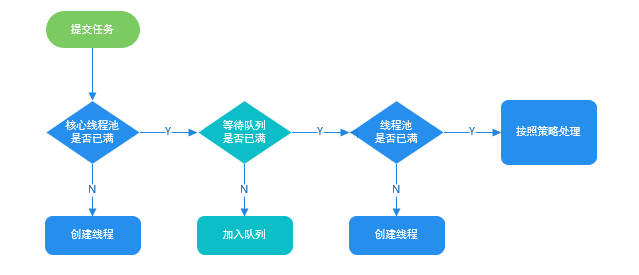 提交任务
核心线程池
是否已满
Y
等待队列
是否已满
Y
线程池
是否已满
Y
按照策略处理
N
N
N
创建线程
加入队列
创建线程